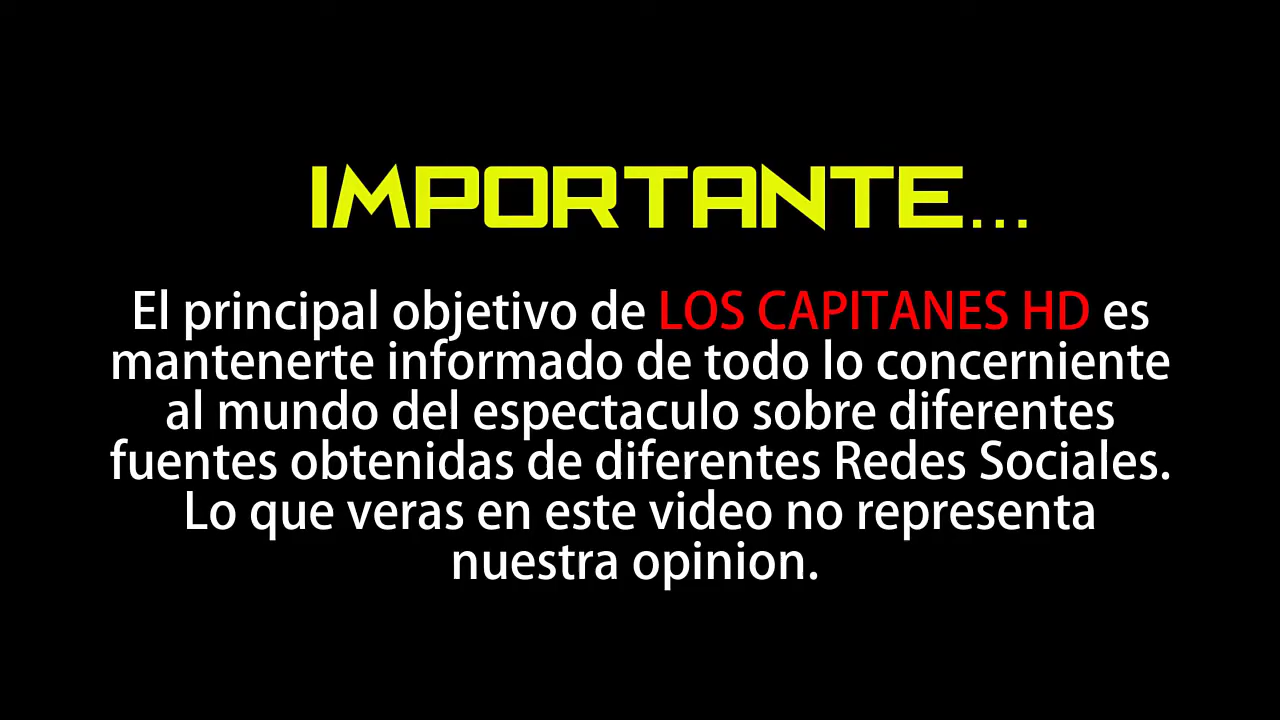 IMPORTANTE...
El principal objetivo de LOS CAPITANES HD es
mantenerte informado de todo lo concerniente
al mundo del espectaculo sobre diferentes
fuentes obtenidas de diferentes Redes Sociales.
Lo que veras en este video no representa
nuestra opinion.